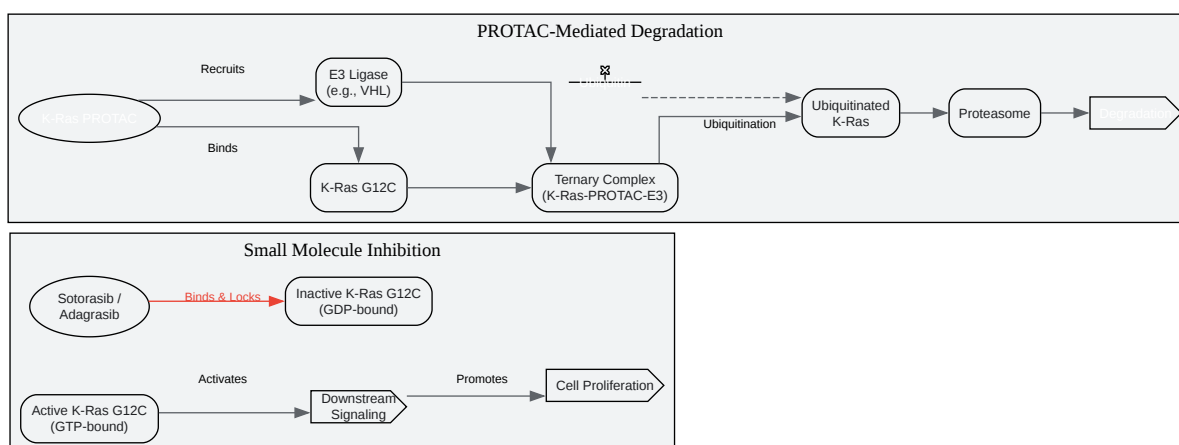 PROTAC-Mediated Degradation
Recruits
E3 Ligase
(e.g., VHL)
K-Ras PROTAC
Binds
K-Ras G12C
Ternary Complex
(K-Ras-PROTAC-E3)
Ubiquitination
Ubiquitin
Ubiquitinated
K-Ras
Proteasome
Degradation
Small Molecule Inhibition
Sotorasib /
Adagrasib
Binds & Locks
Inactive K-Ras G12C
(GDP-bound)
Active K-Ras G12C
(GTP-bound)
Activates
Downstream
Signaling
Promotes
Cell Proliferation